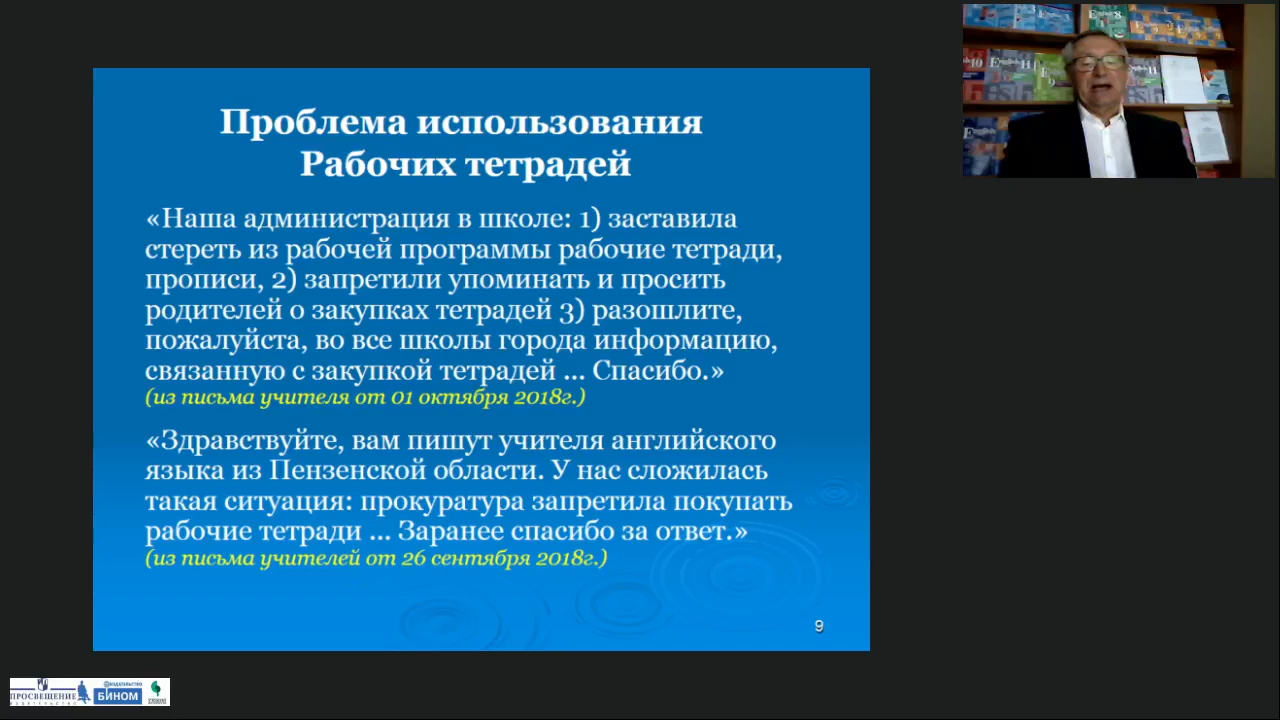 Проблема использования
Рабочих тетрадей
«Наша администрация в школе: 1) заставила
стереть из рабочей программы рабочие тетради,
прописи, 2) запретили упоминать и просить
родителей о закупках тетрадей 3) разошлите,
пожалуйста, во все школы города информацию,
связанную с закупкой тетрадей ... Спасибо.»
(из письма учителя от 01 октября 2018г.)
«Здравствуйте, вам пишут учителя английского
языка из Пензенской области. У нас сложилась
такая ситуация: прокуратура запретила покупать
рабочие тетради ... Заранее спасибо за ответ.»
(из письма учителей от 26 сентября 2018г.)
9
ПРОСВЕЩЕНИЕ
ИЗДАТЕЛЬСТВО
БИНОМ
English